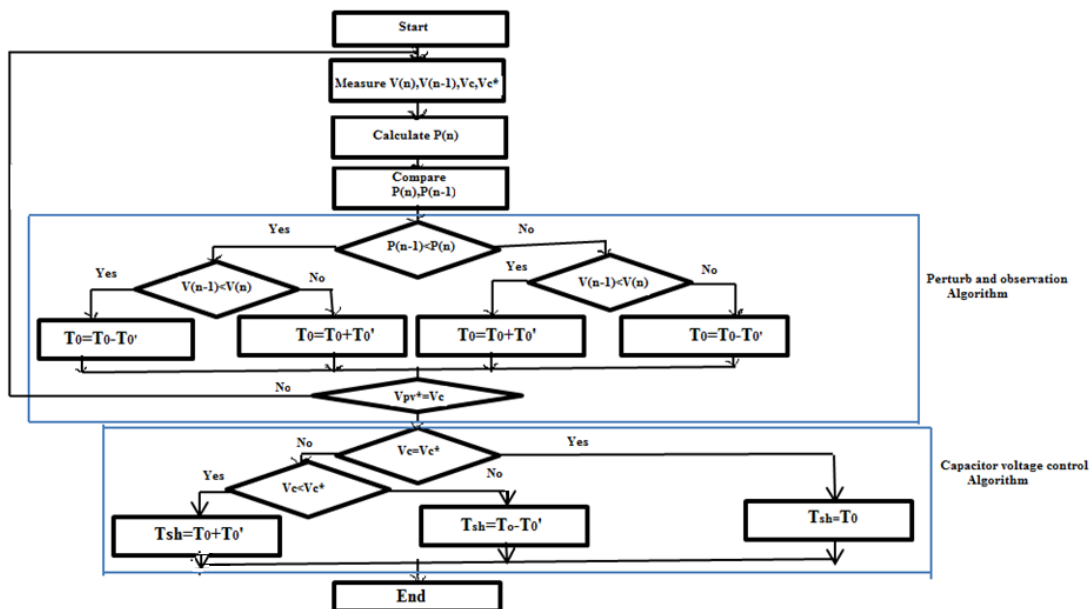 Start
Measure V(n),V(n-1),Vc,Vc*
Calculate P(n)
Compare
P(n),P(n-1)
Yes
P(n-1)<P(n)
No
Yes
V(n-1)<V(n)
No
Yes
V(n-1)<V(n)
No
Perturb and observation
Algorithm
T0=T0-T0'
T0=T0+T0'
T0=T0+T0'
T0=T0-T0'
No
Vpv*=Vc
No
Vc=Vc*
Yes
Yes
Vc<Vc*
No
Capacitor voltage control
Algorithm
Tsh=T0+T0'
Tsh=To-T0'
Tsh=T0
End